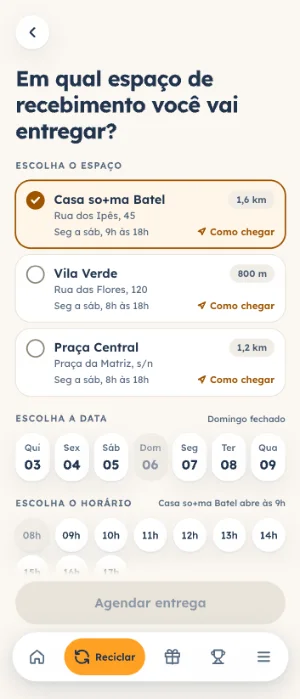 Em qual espaço de
recebimento você vai
entregar?
ESCOLHA O ESPAÇO
Casa so+ma Batel 1,6 km
Rua dos Ipês, 45
Seg a sáb, 9h às 18h Como chegar
Vila Verde 800 m
Rua das Flores, 120
Seg a sáb, 8h às 18h Como chegar
Praça Central 1,2 km
Praça da Matriz, s/n
Seg a sáb, 8h às 18h Como chegar
ESCOLHA A DATA Domingo fechado
Qui Sex Sáb Dom Seg Ter Qua
03 04 05 06 07 08 09
ESCOLHA O HORÁRIO Casa so+ma Batel abre às 9h
08h 09h 10h 11h 12h 13h 14h
15h 16h 17h
Agendar entrega
Reciclar